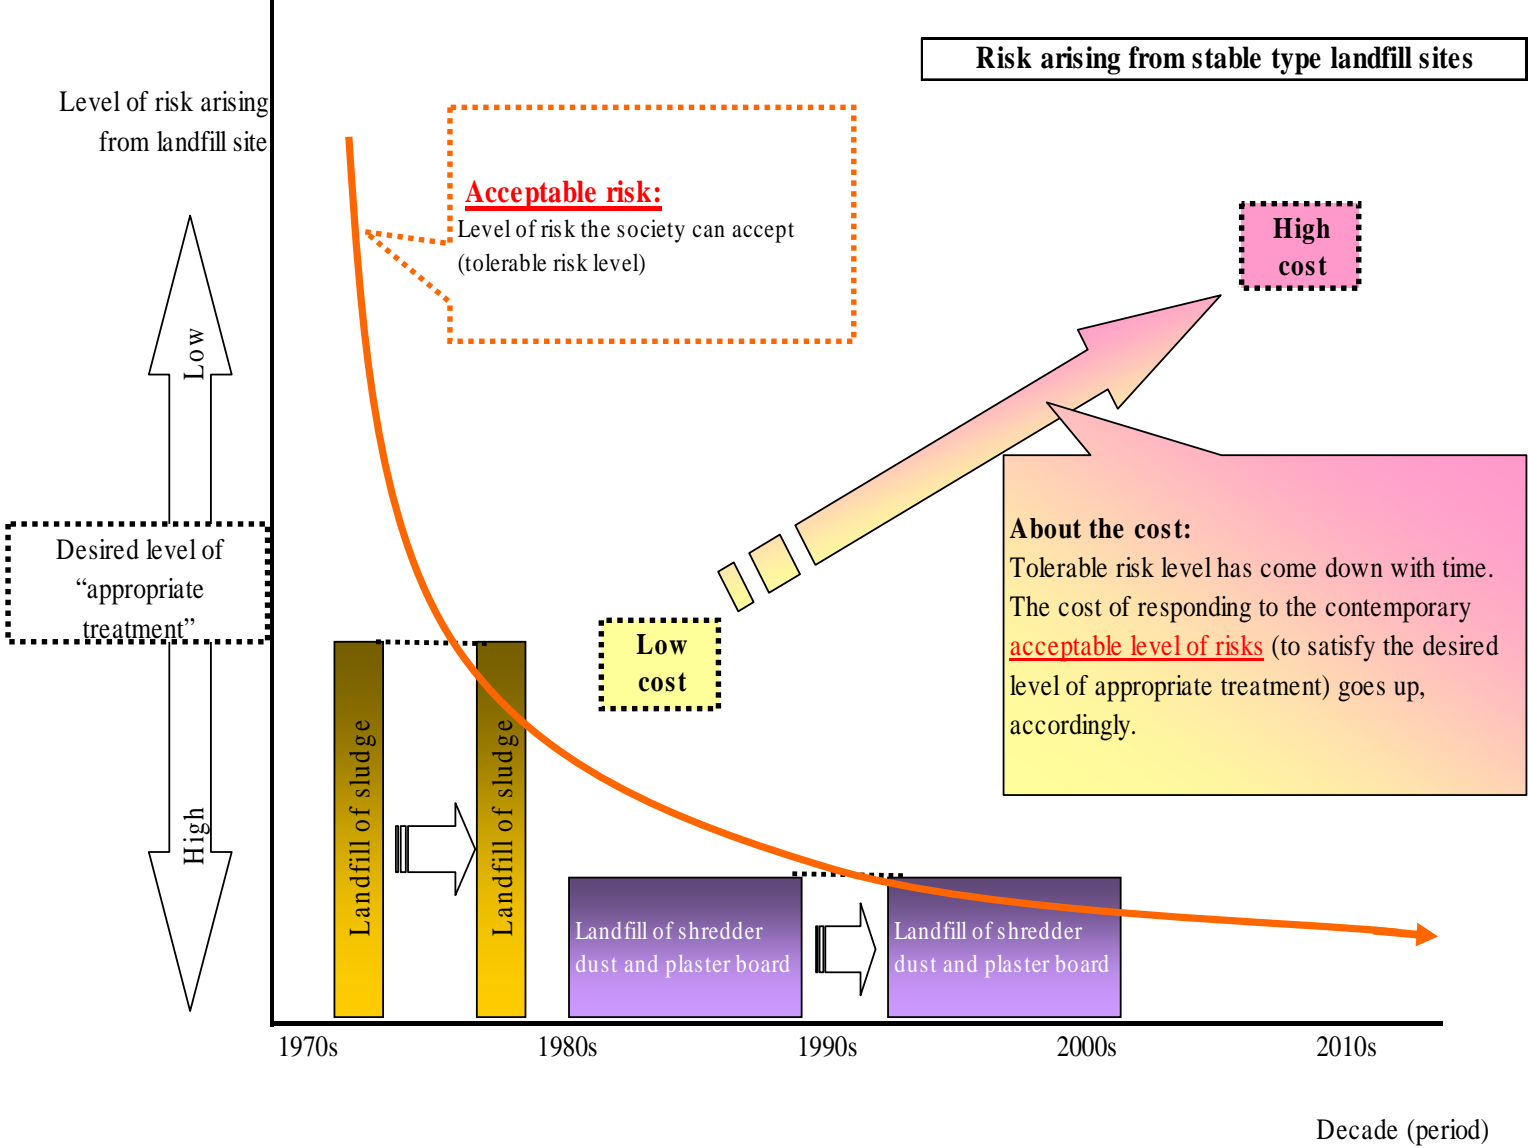 Risk arising from stable type landfill sites
Level of risk arising
from landfill site
Acceptable risk:
Level of risk the society can accept
(tolerable risk level)
High
cost
Low
Desired level of
“appropriate
treatment”
About the cost:
Tolerable risk level has come down with time.
The cost of responding to the contemporary
acceptable level of risks (to satisfy the desired
level of appropriate treatment) goes up,
accordingly.
Low
cost
High
Landfill of sludge
Landfill of sludge
Landfill of shredder
dust and plaster board
Landfill of shredder
dust and plaster board
1970s
1980s
1990s
2000s
2010s
Decade (period)